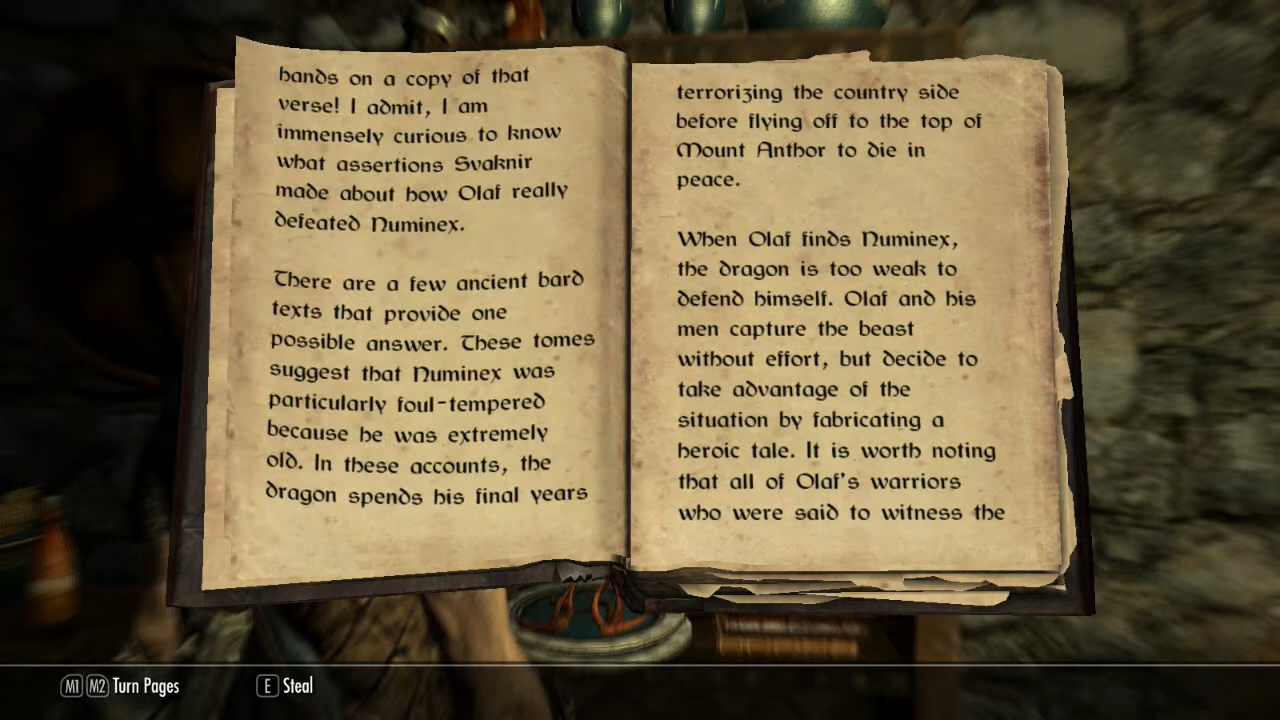 hands on a copy of that
verse! I admit, I am
immensely curious to know
what assertions Svaknir
made about how Olaf really
defeated Numinex.
There are a few ancient bard
texts that provide one
possible answer. These tomes
suggest that Numinex was
particularly foul-tempered
because he was extremely
old. In these accounts, the
dragon spends his final years
terrorizing the country side
before flying off to the top of
Mount Anthor to die in
peace.
When Olaf finds Numinex,
the dragon is too weak to
defend himself. Olaf and his
men capture the beast
without effort, but decide to
take advantage of the
situation by fabricating a
heroic tale. It is worth noting
that all of Olaf's warriors
who were said to witness the
M1 M2 Turn Pages
E Steal